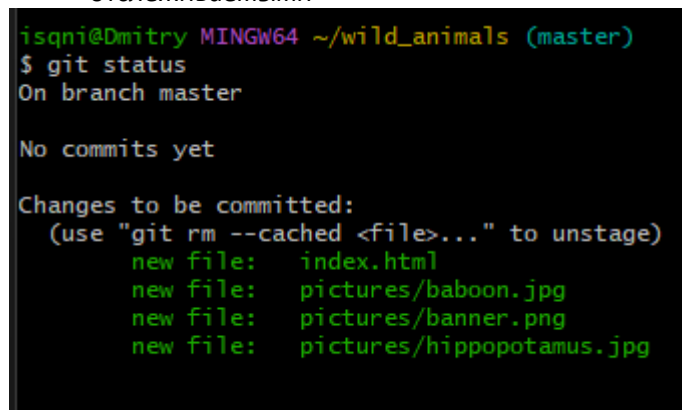 отслеживаемыми
isqni@Dmitry MINGW64 ~/wild_animals (master)
$ git status
On branch master
No commits yet
Changes to be committed:
(use "git rm --cached <file>..." to unstage)
new file: index.html
new file: pictures/baboon.jpg
new file: pictures/banner.png
new file: pictures/hippopotamus.jpg